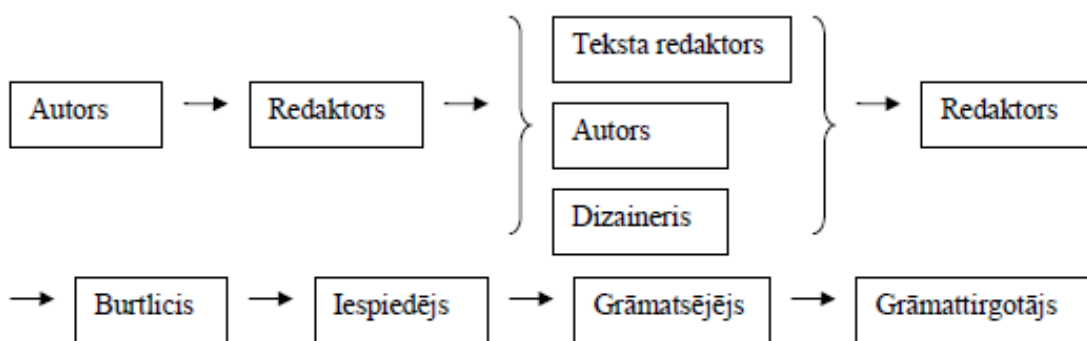 Autors
Redaktors
Teksta redaktors
Autors
Dizaineris
Redaktors
Burtlicis
Iespiedējs
Grāmatsējējs
Grāmattirgotājs